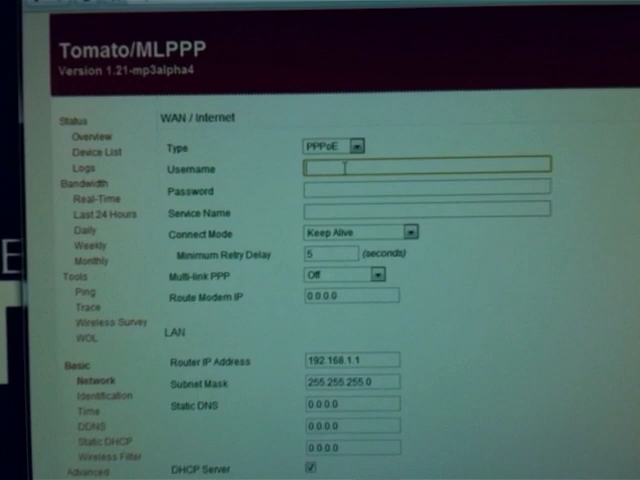 Tomato/MLPPP
Version 1.21-mp3alpha4
Status
Overview
Device List
Logs
Bandwidth
Real-Time
Last 24 Hours
Daily
Weekly
Monthly
Tools
Ping
Trace
Wireless Survey
WOL
Basic
Network
Identification
Time
DDNS
Static DHCP
Wireless Filter
Advanced
WAN / Internet
Type PPPoE
Username
Password
Service Name
Connect Mode Keep Alive
Minimum Retry Delay 5 (seconds)
Multi-link PPP Off
Route Modem IP 0.0.0.0
LAN
Router IP Address 192.168.1.1
Subnet Mask 255.255.255.0
Static DNS 0.0.0.0
0.0.0.0
0.0.0.0
DHCP Server